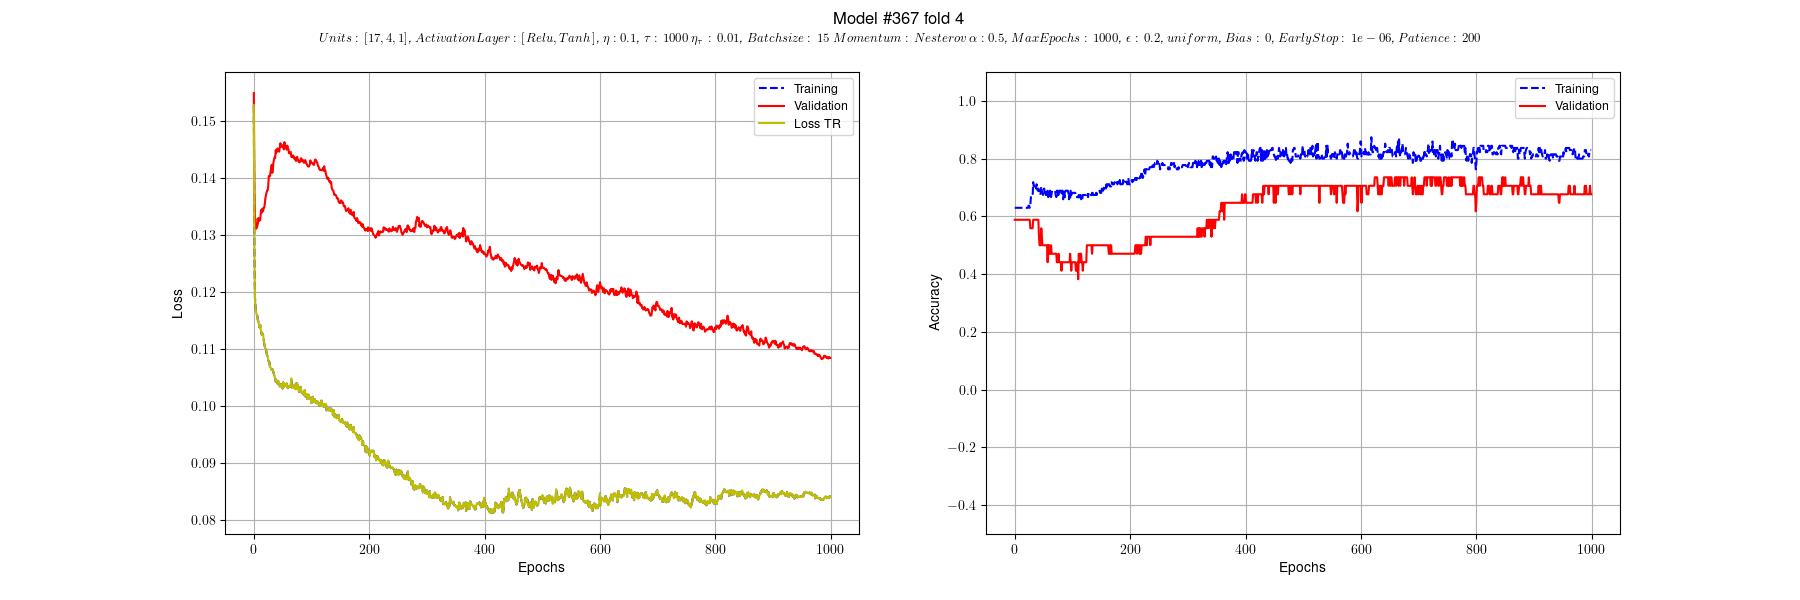 Model #367 fold 4
Units : [17, 4, 1], ActivationLayer : [Relu, Tanh], η : 0.1, τ : 1000 η_τ : 0.01, Batchsize : 15 Momentum : Nesterov α : 0.5, MaxEpochs : 1000, ϵ : 0.2, uniform, Bias : 0, EarlyStop : 1e − 06, Patience : 200
Training
Validation
Loss TR
0.15
0.14
0.13
0.12
0.11
0.10
0.09
0.08
Loss
0 200 400 600 800 1000
Epochs
Training
Validation
1.0
0.8
0.6
0.4
0.2
0.0
−0.2
−0.4
Accuracy
0 200 400 600 800 1000
Epochs